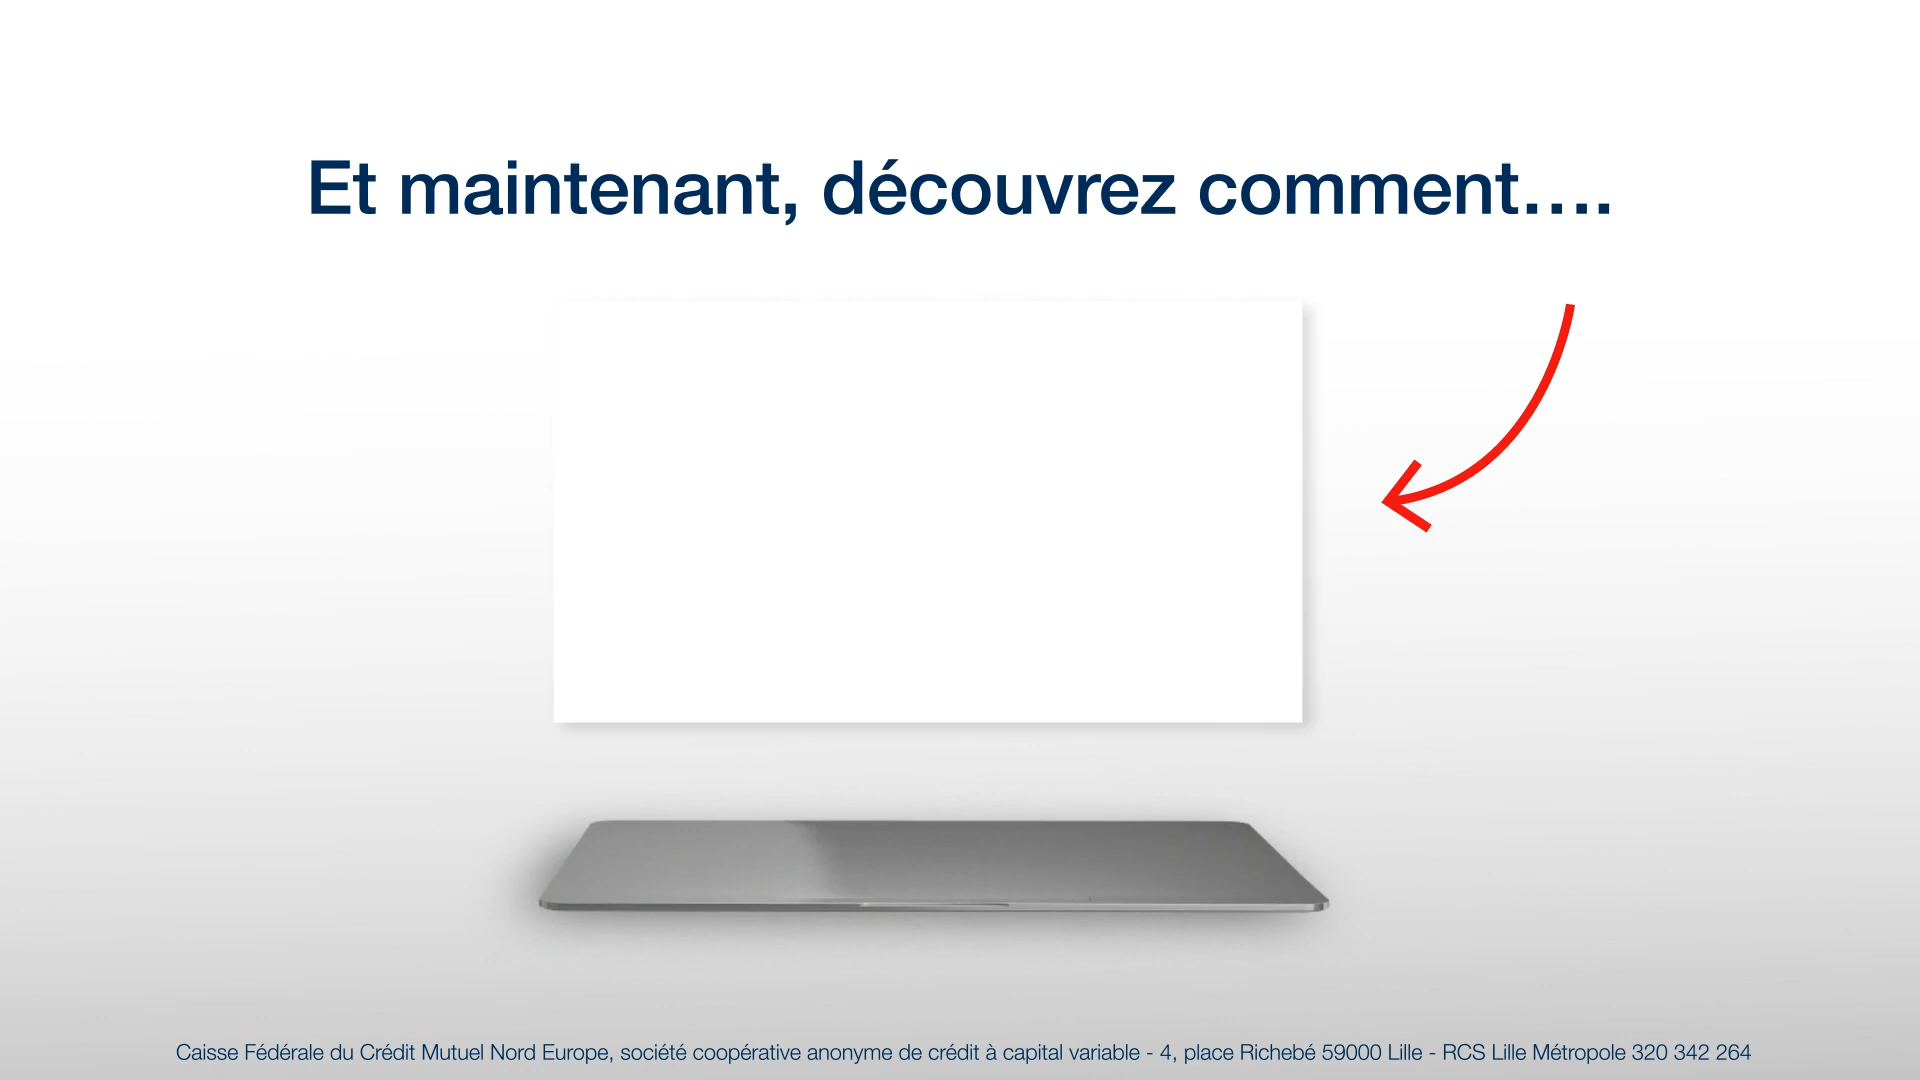 Et maintenant, découvrez comment....
Caisse Fédérale du Crédit Mutuel Nord Europe, société coopérative anonyme de crédit à capital variable - 4, place Richebé 59000 Lille - RCS Lille Métropole 320 342 264